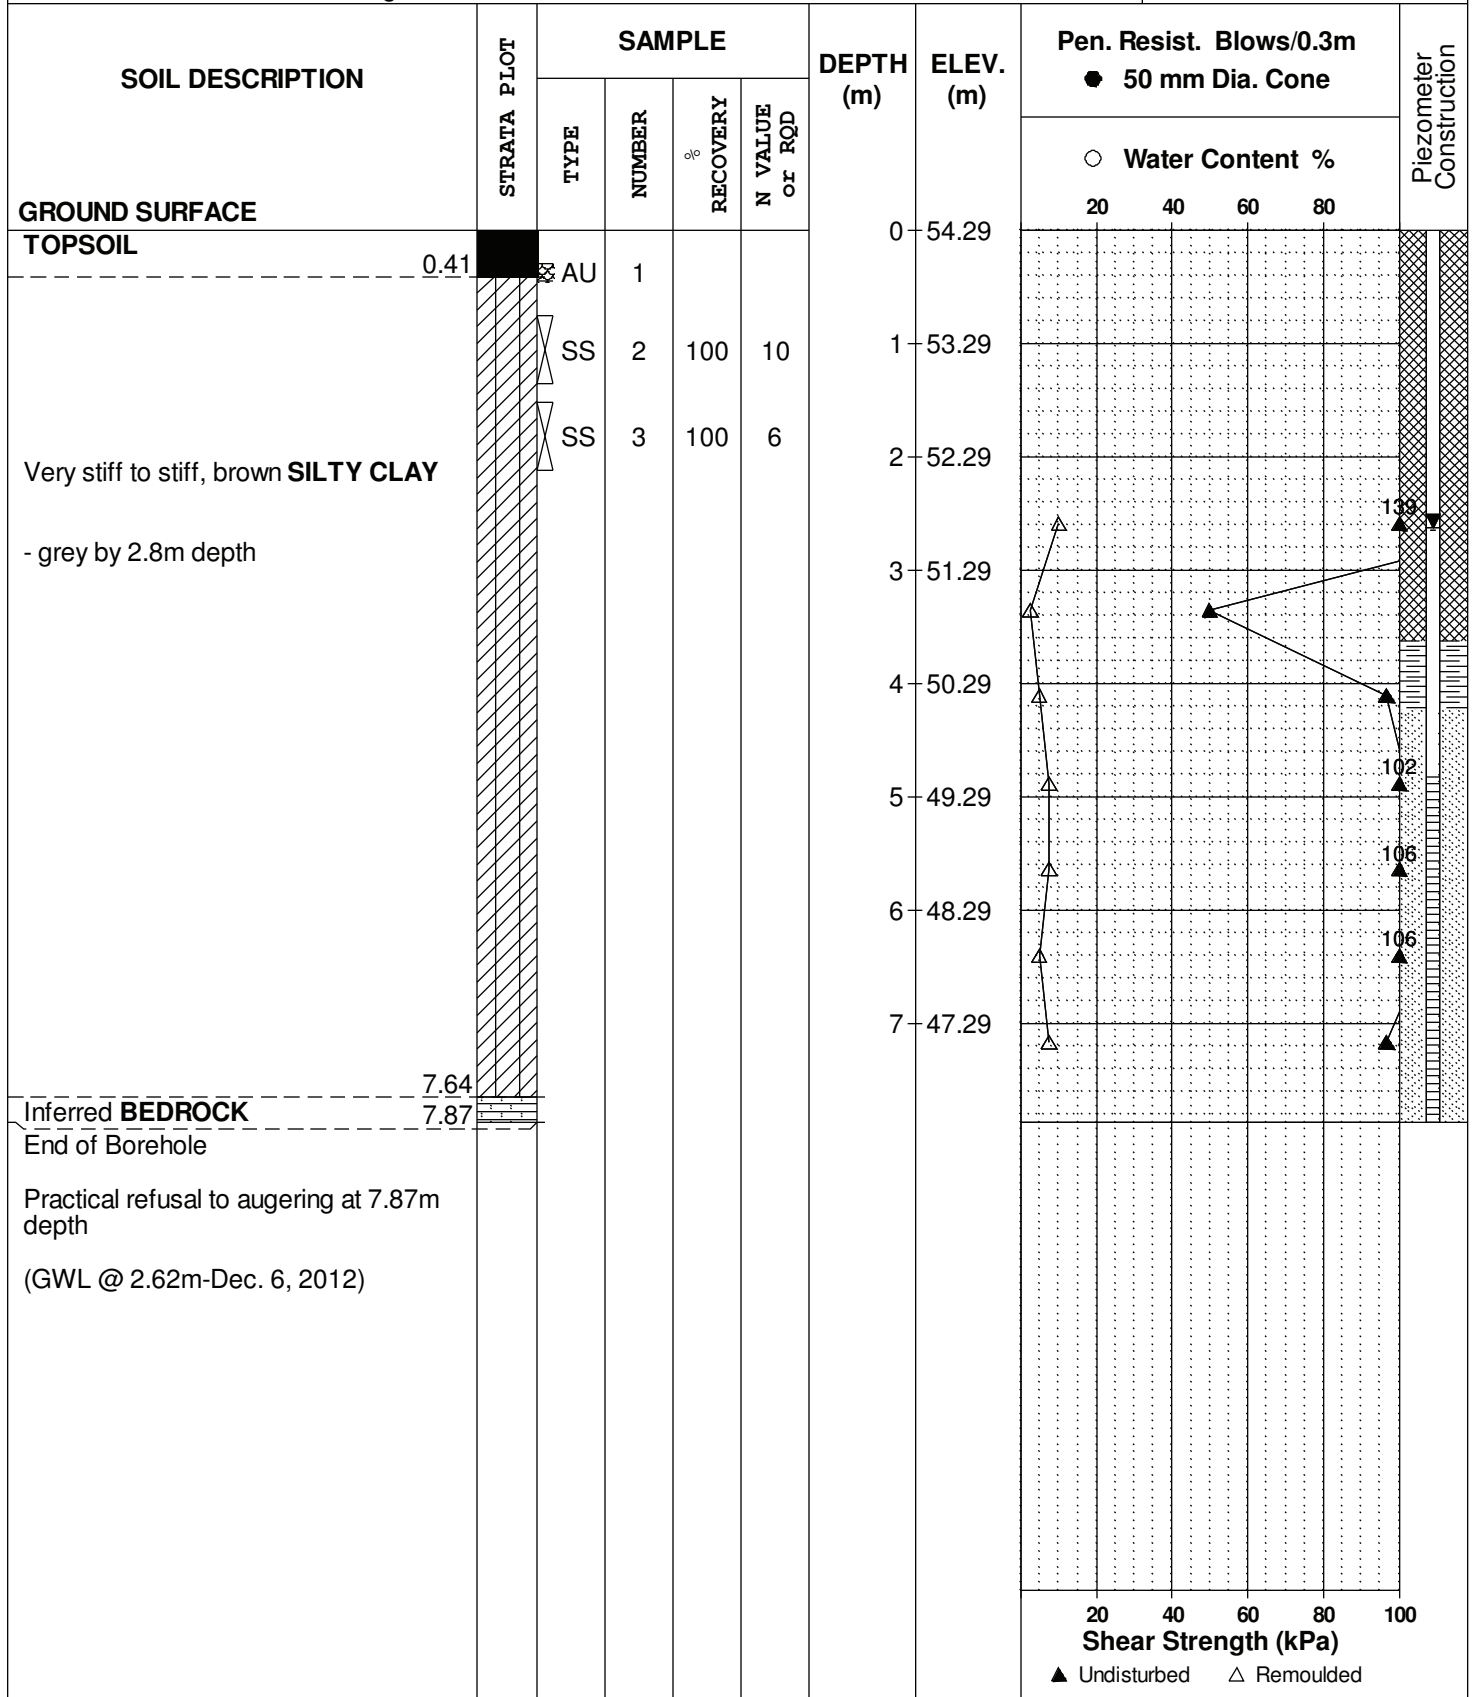 SOIL DESCRIPTION
GROUND SURFACE
STRATA PLOT
SAMPLE
TYPE
NUMBER
%
RECOVERY
N VALUE
or RQD
DEPTH
(m)
ELEV.
(m)
Pen. Resist. Blows/0.3m
● 50 mm Dia. Cone
○ Water Content %
20 40 60 80
Piezometer
Construction
TOPSOIL
0.41
0 54.29
AU 1
SS 2 100 10
1 53.29
SS 3 100 6
2 52.29
Very stiff to stiff, brown SILTY CLAY
139
- grey by 2.8m depth
3 51.29
4 50.29
102
5 49.29
106
6 48.29
106
7 47.29
7.64
Inferred BEDROCK
7.87
End of Borehole
Practical refusal to augering at 7.87m
depth
(GWL @ 2.62m-Dec. 6, 2012)
20 40 60 80 100
Shear Strength (kPa)
▲ Undisturbed △ Remoulded